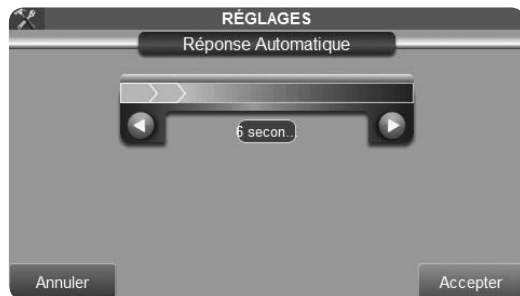 RÉGLAGES
Réponse Automatique
6 secon...
Annuler
Accepter